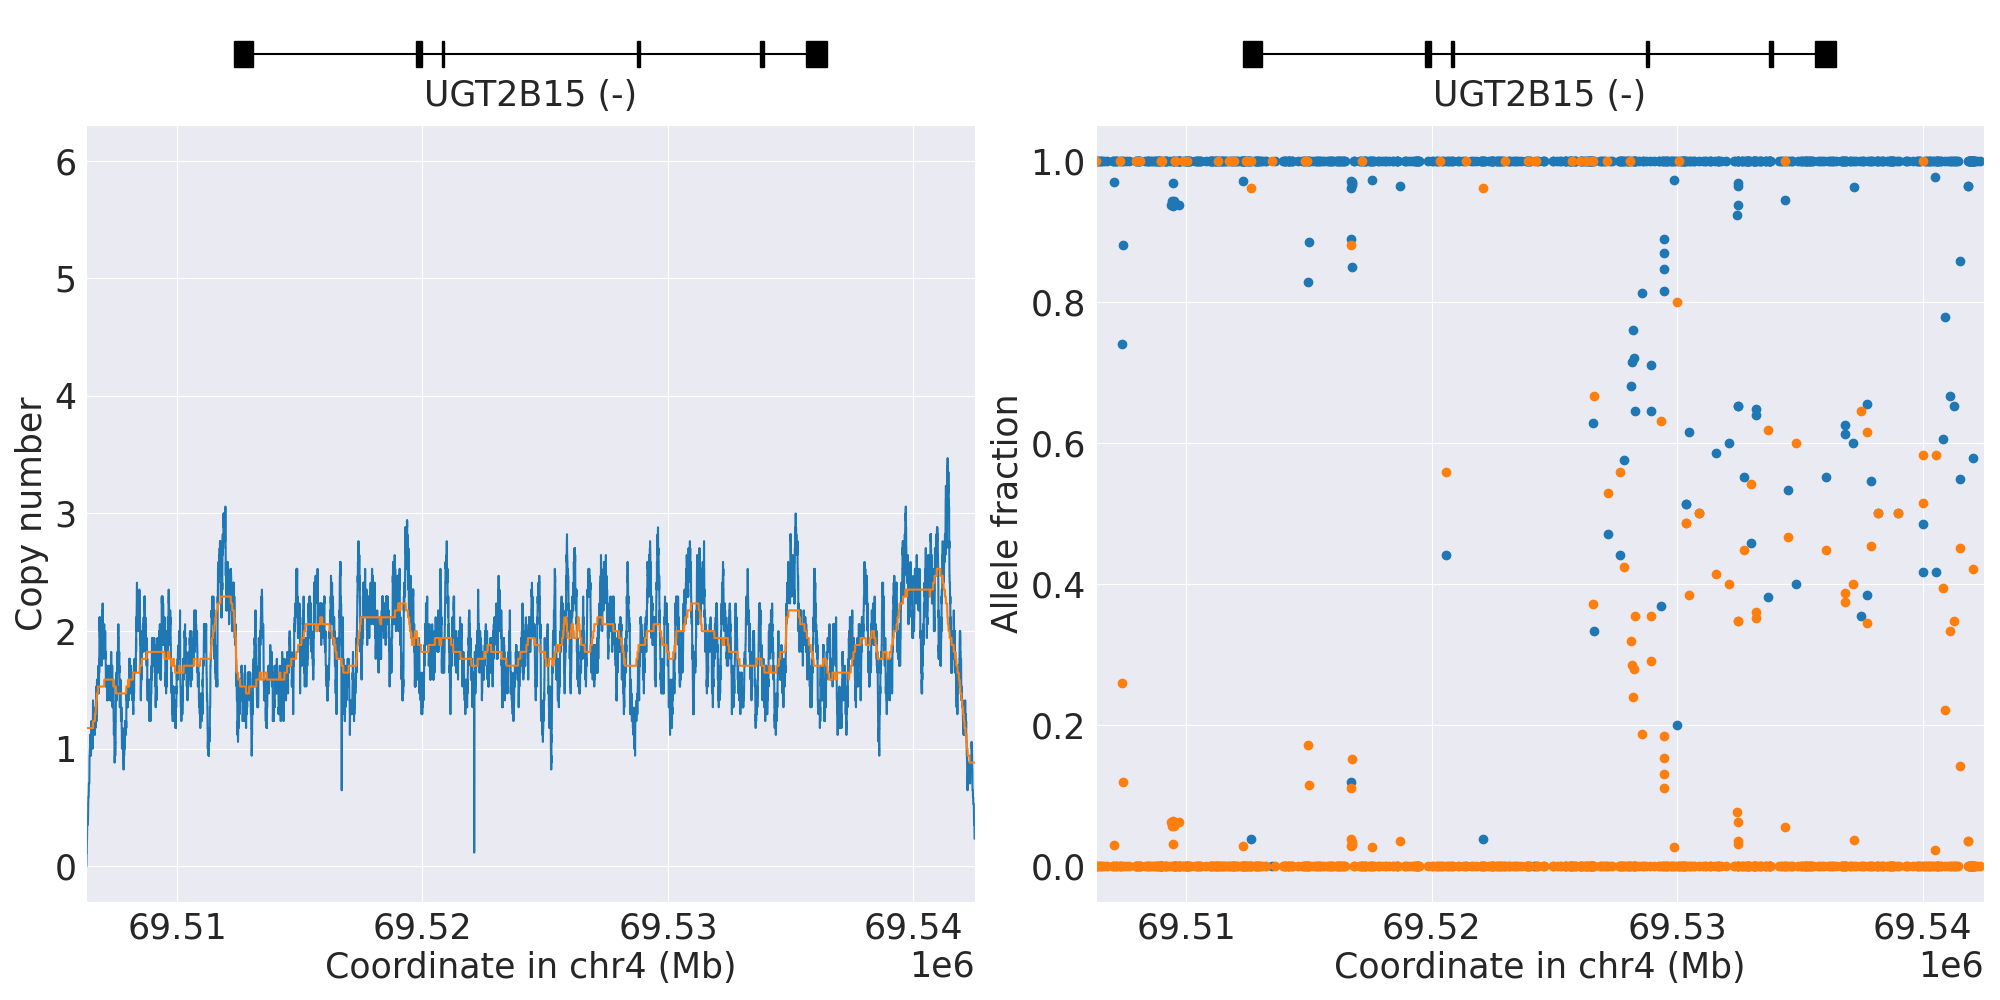 UGT2B15 (-)
6
5
4
3
2
1
0
Copy number
69.51
69.52
69.53
69.54
Coordinate in chr4 (Mb)
1e6
UGT2B15 (-)
1.0
0.8
0.6
0.4
0.2
0.0
Allele fraction
69.51
69.52
69.53
69.54
Coordinate in chr4 (Mb)
1e6